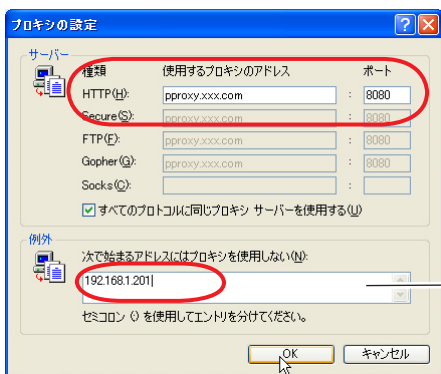 プロキシの設定
サーバー
種類 使用するプロキシのアドレス ポート
HTTP(H): pproxy.xxx.com : 8080
Secure(S): pproxy.xxx.com : 8080
FTP(F): pproxy.xxx.com : 8080
Gopher(G): pproxy.xxx.com : 8080
Socks(C): :
すべてのプロトコルに同じプロキシ サーバーを使用する(U)
例外
次で始まるアドレスにはプロキシを使用しない(N):
192.168.1.201
セミコロン (;) を使用してエントリを分けてください。
OK キャンセル